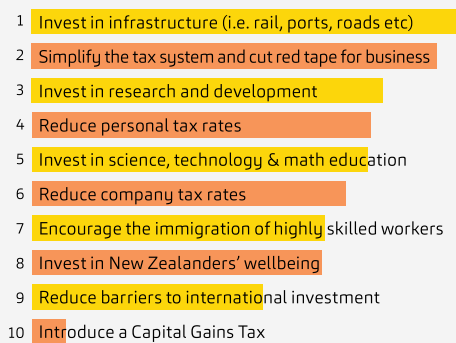 1 Invest in infrastructure (i.e. rail, ports, roads etc)
2 Simplify the tax system and cut red tape for business
3 Invest in research and development
4 Reduce personal tax rates
5 Invest in science, technology & math education
6 Reduce company tax rates
7 Encourage the immigration of highly skilled workers
8 Invest in New Zealanders’ wellbeing
9 Reduce barriers to international investment
10 Introduce a Capital Gains Tax